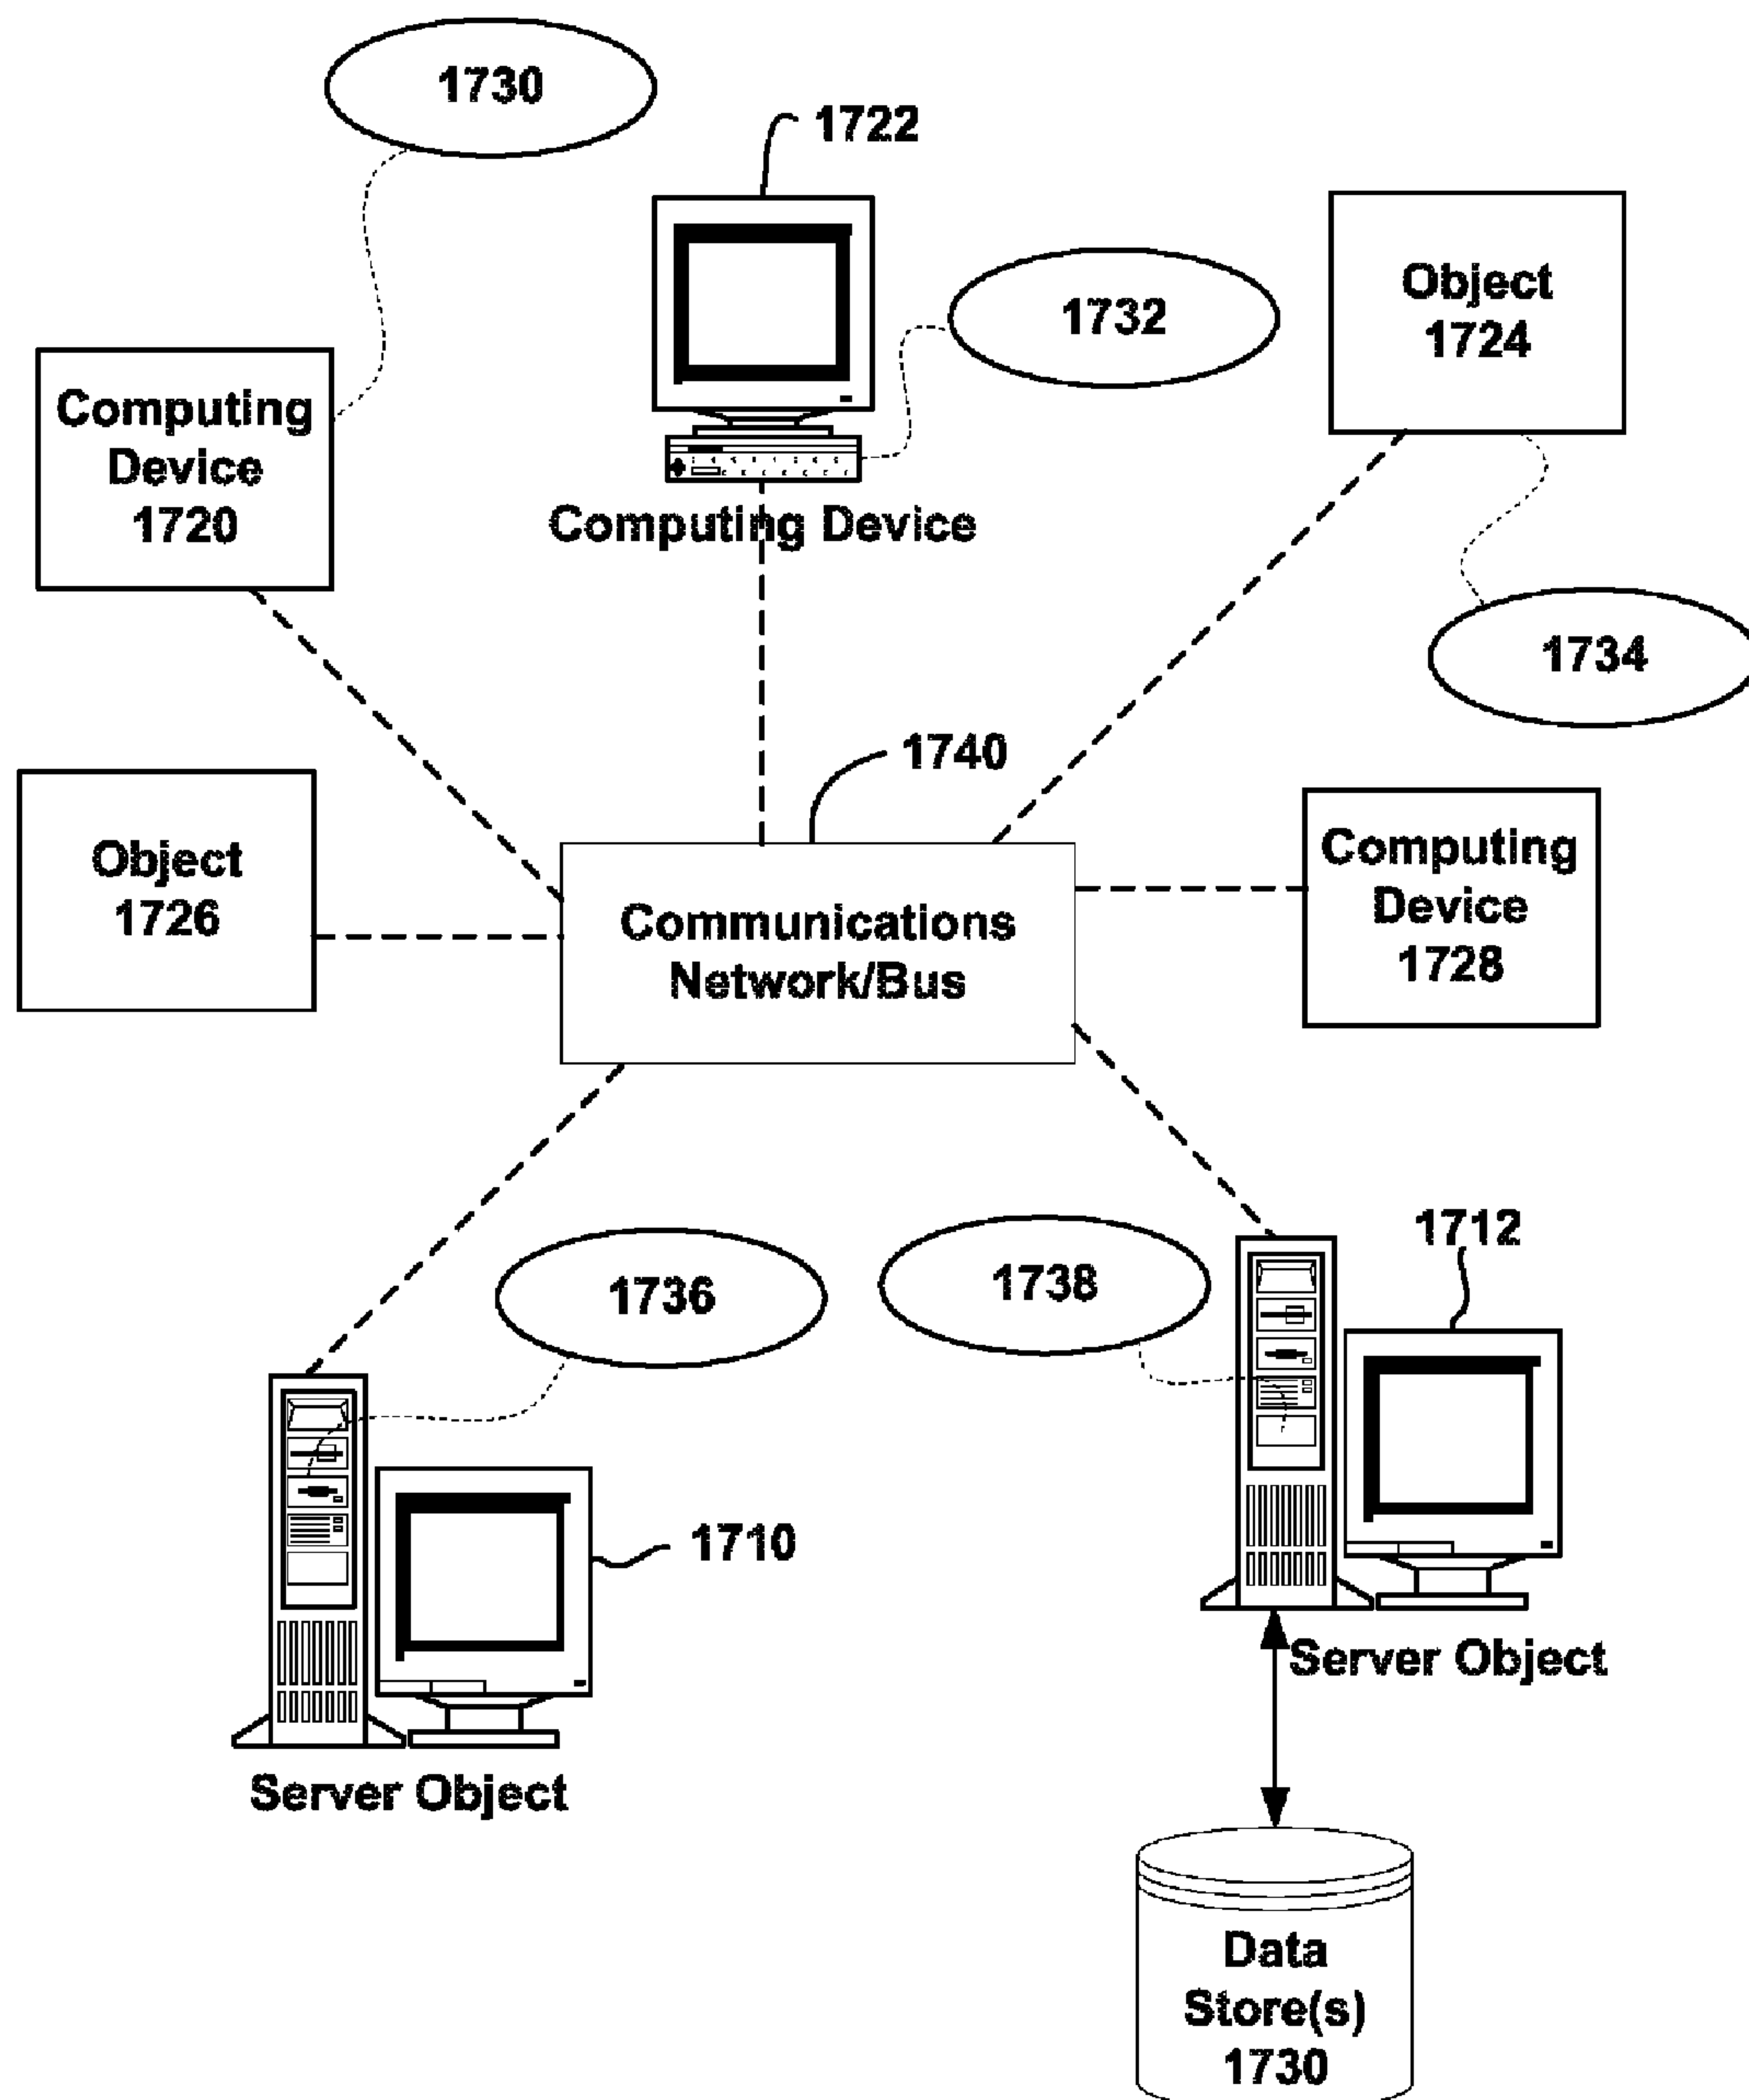 1730
1722
1732
Object
1724
Computing
Device
1720
Computing Device
1734
1740
Object
1726
Communications
Network/Bus
Computing
Device
1728
1736
1738
1712
1710
Server Object
Server Object
Data
Store(s)
1730